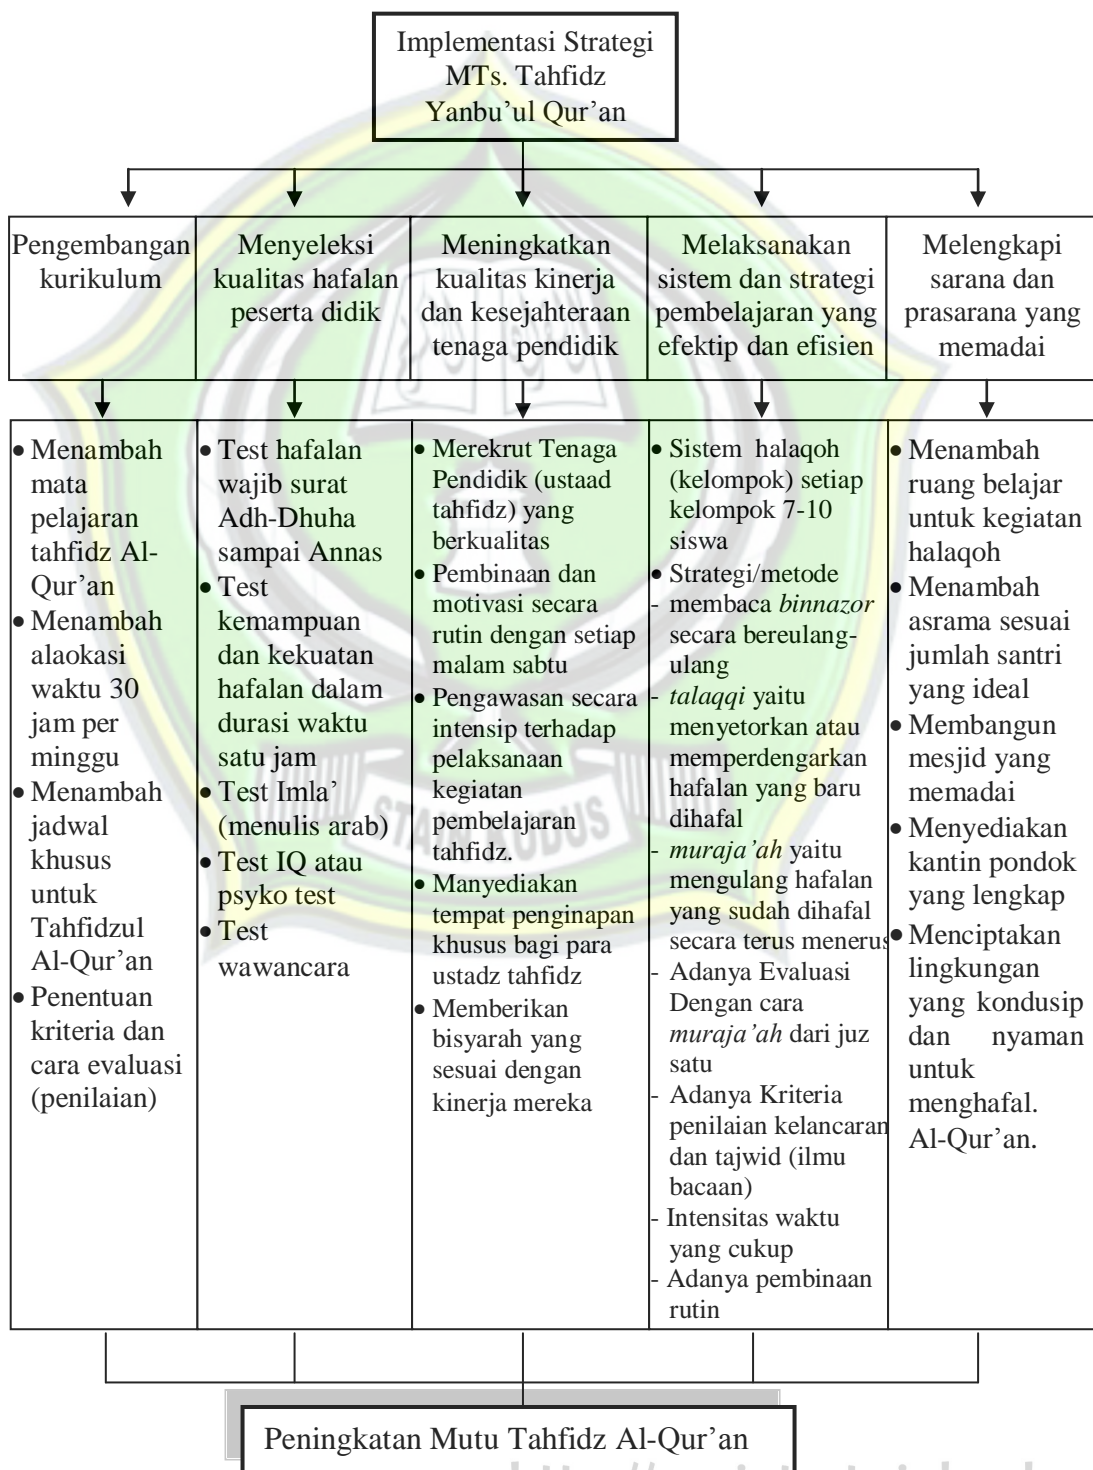 Implementasi Strategi
MTs. Tahfidz
Yanbu’ul Qur’an
Pengembangan
kurikulum
Menyeleksi
kualitas hafalan
peserta didik
Meningkatkan
kualitas kinerja
dan kesejahteraan
tenaga pendidik
Melaksanakan
sistem dan strategi
pembelajaran yang
efektip dan efisien
Melengkapi
sarana dan
prasarana yang
memadai
• Menambah
mata
pelajaran
tahfidz Al-
Qur’an
• Menambah
alaokasi
waktu 30
jam per
minggu
• Menambah
jadwal
khusus
untuk
Tahfidzul
Al-Qur’an
• Penentuan
kriteria dan
cara evaluasi
(penilaian)
• Test hafalan
wajib surat
Adh-Dhuha
sampai Annas
• Test
kemampuan
dan kekuatan
hafalan dalam
durasi waktu
satu jam
• Test Imla’
(menulis arab)
• Test IQ atau
psyko test
• Test
wawancara
• Merekrut Tenaga
Pendidik (ustaad
tahfidz) yang
berkualitas
• Pembinaan dan
motivasi secara
rutin dengan setiap
malam sabtu
• Pengawasan secara
intensip terhadap
pelaksanaan
kegiatan
pembelajaran
tahfidz.
• Manyediakan
tempat penginapan
khusus bagi para
ustadz tahfidz
• Memberikan
bisyarah yang
sesuai dengan
kinerja mereka
• Sistem halaqoh
(kelompok) setiap
kelompok 7-10
siswa
• Strategi/metode
- membaca binnazor
secara bereulang-
ulang
- talaqqi yaitu
menyetorkan atau
memperdengarkan
hafalan yang baru
dihafal
- muraja’ah yaitu
mengulang hafalan
yang sudah dihafal
secara terus menerus
- Adanya Evaluasi
Dengan cara
muraja’ah dari juz
satu
- Adanya Kriteria
penilaian kelancaran
dan tajwid (ilmu
bacaan)
- Intensitas waktu
yang cukup
- Adanya pembinaan
rutin
• Menambah
ruang belajar
untuk kegiatan
halaqoh
• Menambah
asrama sesuai
jumlah santri
yang ideal
• Membangun
mesjid yang
memadai
• Menyediakan
kantin pondok
yang lengkap
• Menciptakan
lingkungan
yang kondusip
dan nyaman
untuk
menghafal.
Al-Qur’an.
STAIN KUDUS
Peningkatan Mutu Tahfidz Al-Qur’an